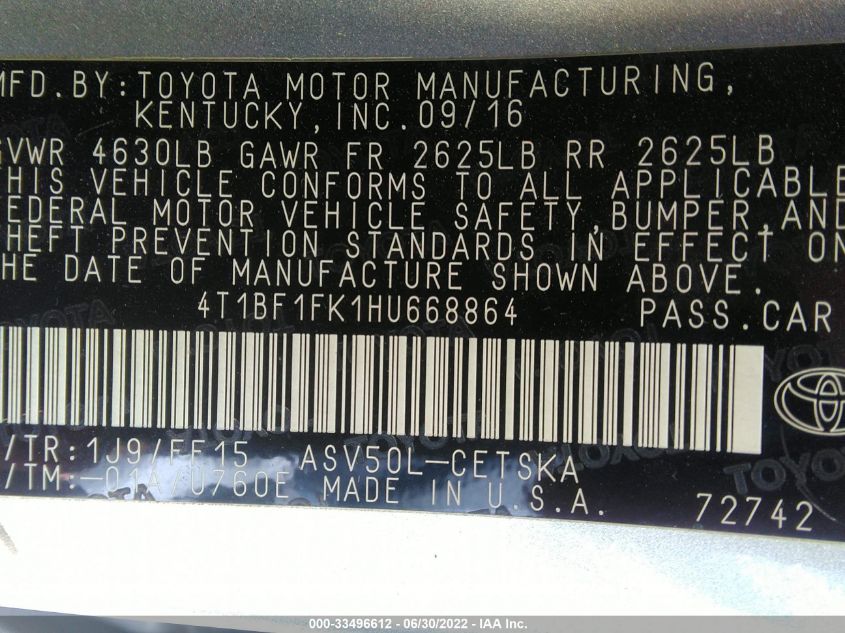 MFD.BY:TOYOTA MOTOR MANUFACTURING,
KENTUCKY,INC.09/16
GVWR 4630LB GAWR FR 2625LB RR 2625LB
THIS VEHICLE CONFORMS TO ALL APPLICABLE
FEDERAL MOTOR VEHICLE SAFETY,BUMPER,AND
THEFT PREVENTION STANDARDS IN EFFECT ON
THE DATE OF MANUFACTURE SHOWN ABOVE.
4T1BF1FK1HU668864 PASS.CAR
/TR:1J9/FF15 ASV50L-CETSKA
/TM:-01A/U760E MADE IN U.S.A.
72742
000-33496612 - 06/30/2022 - IAA Inc.